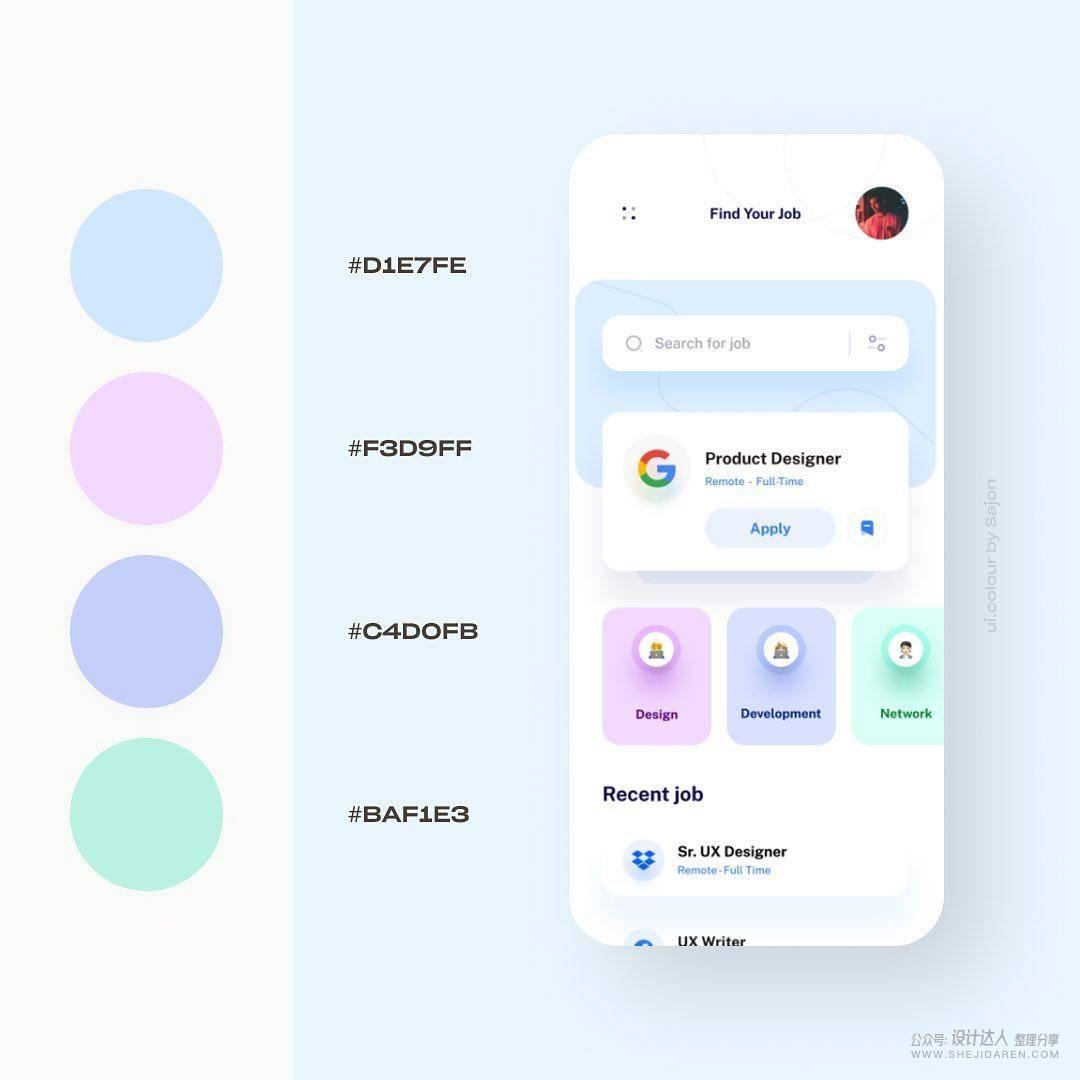 #D1E7FE
#F3D9FF
#C4D0FB
#BAF1E3
Find Your Job
Search for job
Product Designer
Remote - Full-Time
Apply
Design
Development
Network
Recent job
Sr. UX Designer
Remote - Full Time
UX Writer
ui.colour by Sajon
公众号: 设计达人 整理分享
WWW.SHEJIDAREN.COM